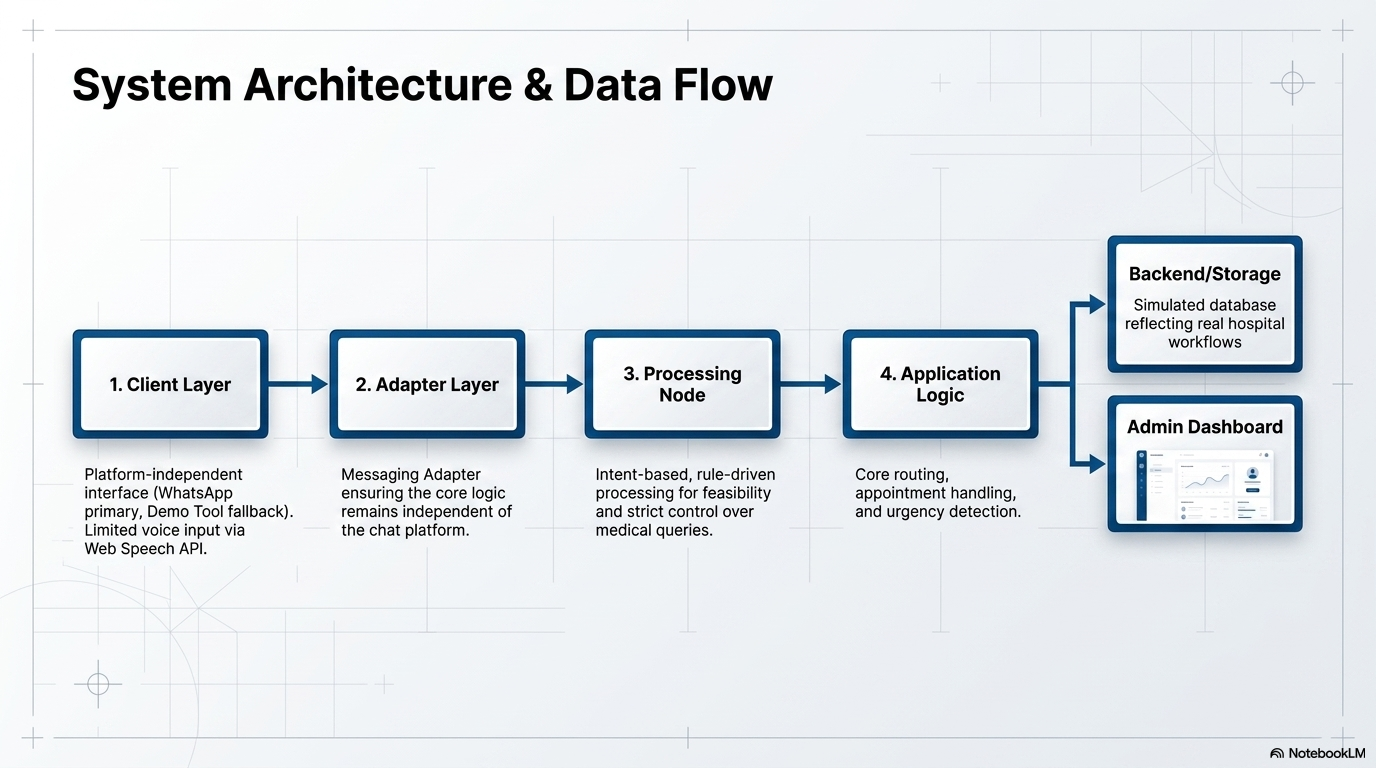 System Architecture & Data Flow
1. Client Layer
Platform-independent
interface (WhatsApp
primary, Demo Tool fallback).
Limited voice input via
Web Speech API.
2. Adapter Layer
Messaging Adapter
ensuring the core logic
remains independent of
the chat platform.
3. Processing
Node
Intent-based, rule-driven
processing for feasibility
and strict control over
medical queries.
4. Application
Logic
Core routing,
appointment handling,
and urgency detection.
Backend/Storage
Simulated database
reflecting real hospital
workflows
Admin Dashboard
NotebookLM